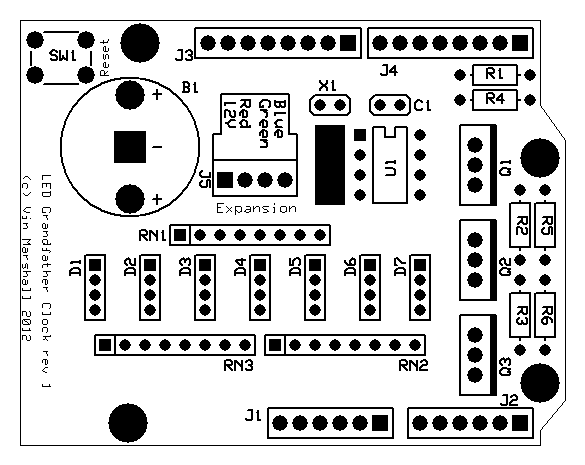 SW1
Reset
J3
J4
R1
R4
B1
+
-
+
X1
C1
Blue
Green
Red
12V
J5
Expansion
U1
Q1
R2
R5
RN1
D1
D2
D3
D4
D5
D6
D7
Q2
R3
R6
RN3
RN2
Q3
J1
J2
LED Grandfather Clock rev 1
(c) Vin Marshall 2012